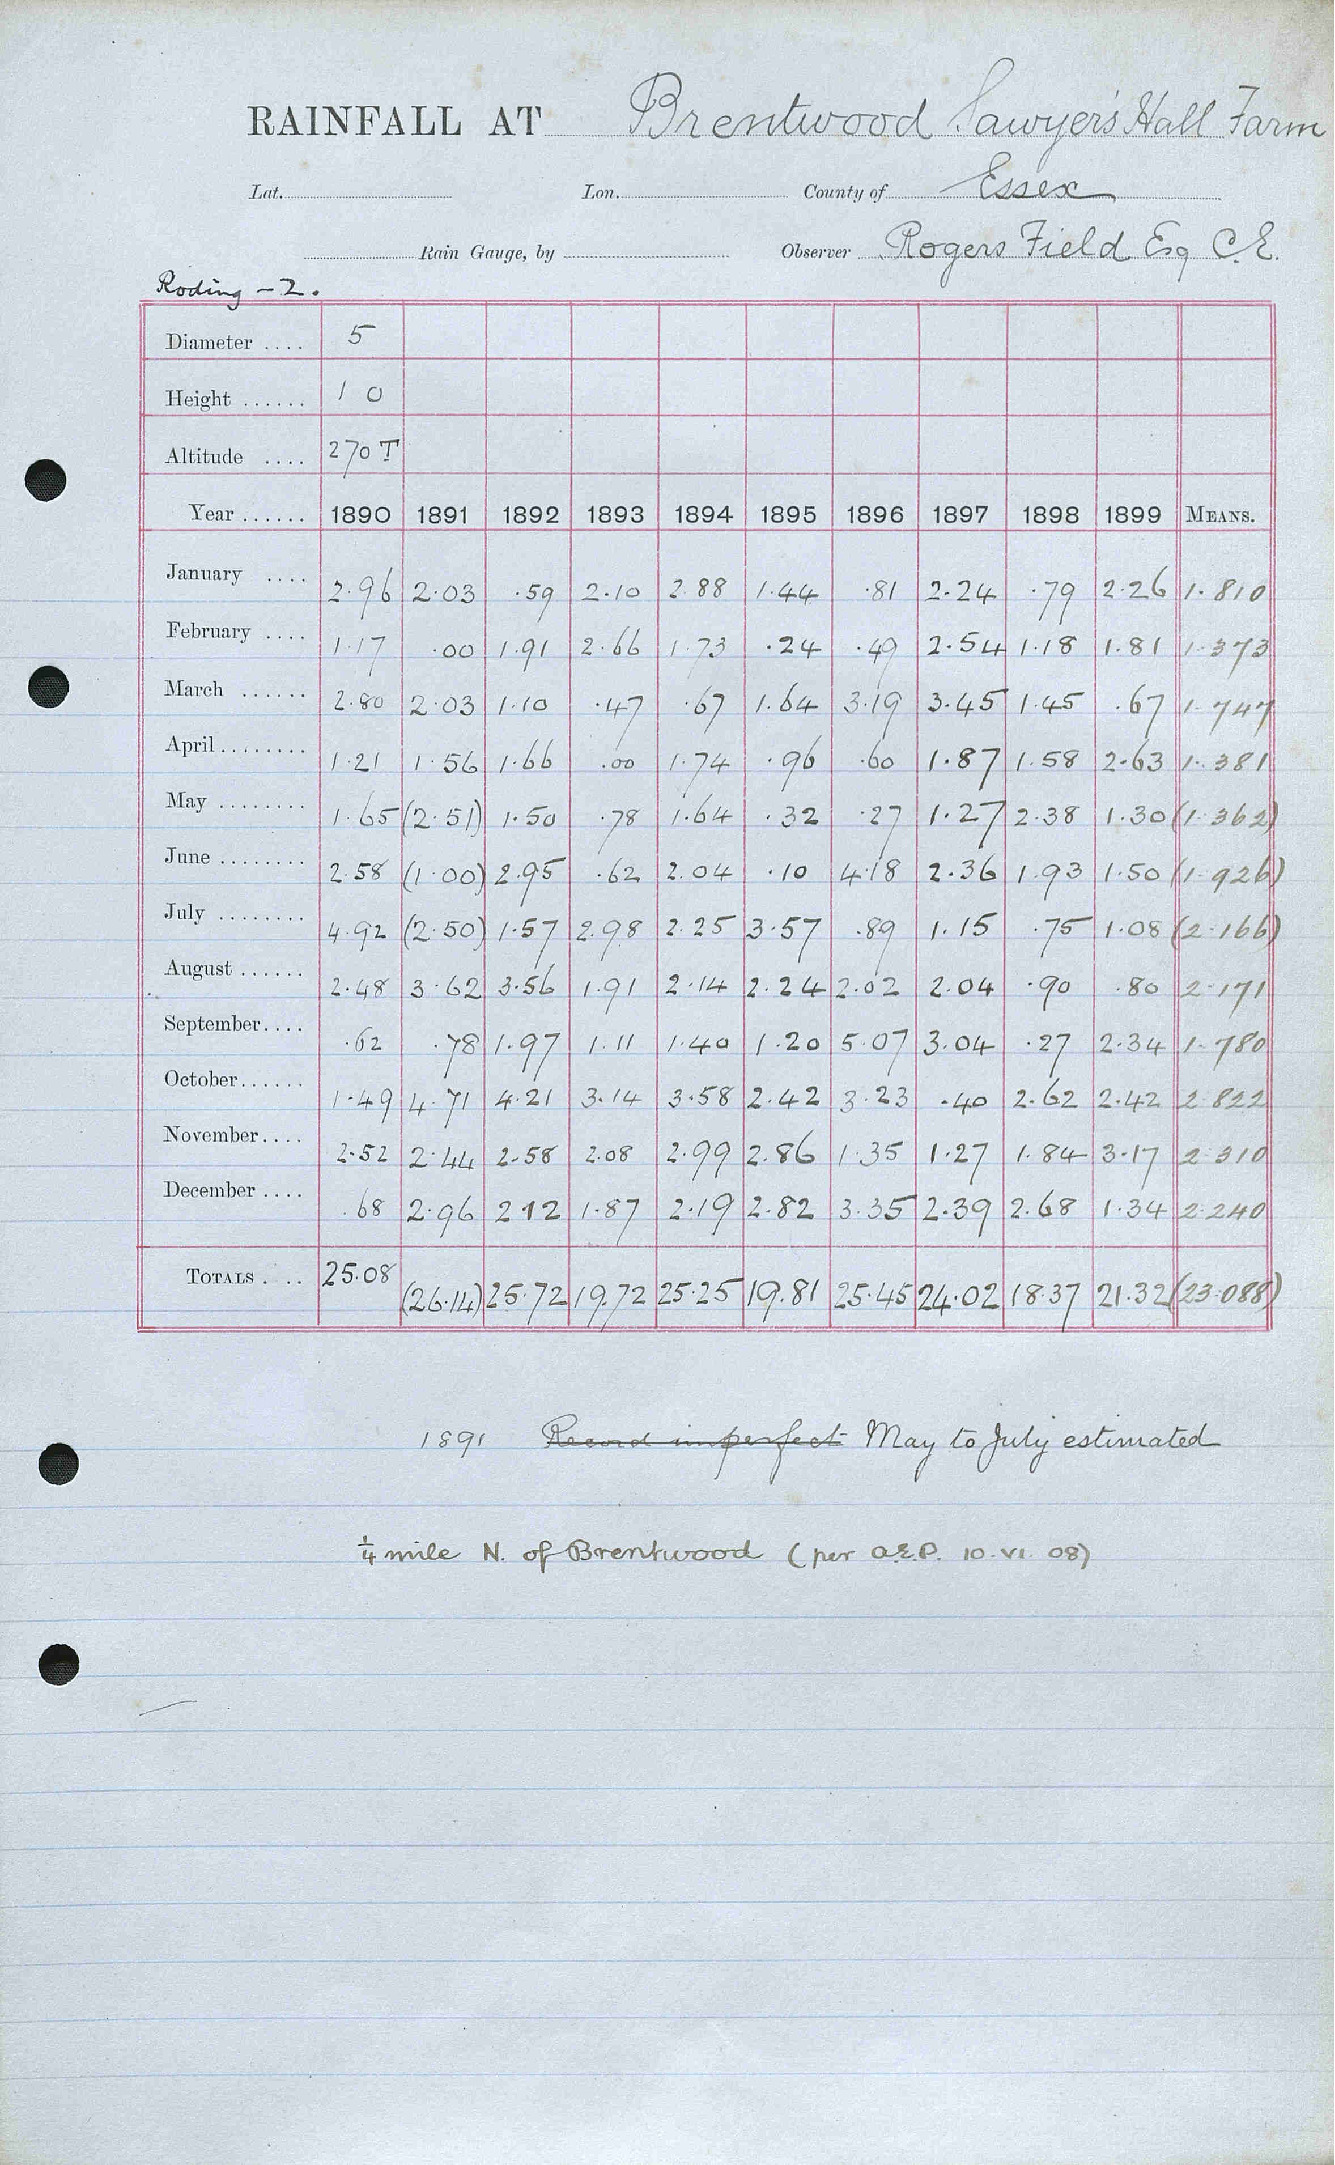 RAINFALL AT Brentwood Sawyer's Hall Farm
Lat. Lon. County of Essex
Rain Gauge, by Observer Rogers Field Esq C.E.
Roding - 2.
Diameter .... 5
Height ...... 1 0
Altitude .... 270 T
Year ...... 1890 1891 1892 1893 1894 1895 1896 1897 1898 1899 MEANS.
January .... 2.96 2.03 .59 2.10 2.88 1.44 .81 2.24 .79 2.26 1.810
February .... 1.17 .00 1.91 2.66 1.73 .24 .49 2.54 1.18 1.81 1.373
March ...... 2.80 2.03 1.10 .47 .67 1.64 3.19 3.45 1.45 .67 1.747
April ........ 1.21 1.56 1.66 .00 1.74 .96 .60 1.87 1.58 2.63 1.381
May ........ 1.65 (2.51) 1.50 .78 1.64 .32 .27 1.27 2.38 1.30 (1.362)
June ........ 2.58 (1.00) 2.95 .62 2.04 .10 4.18 2.36 1.93 1.50 (1.926)
July ........ 4.92 (2.50) 1.57 2.98 2.25 3.57 .89 1.15 .75 1.08 (2.166)
August ...... 2.48 3.62 3.56 1.91 2.14 2.24 2.02 2.04 .90 .80 2.171
September .... .62 .78 1.97 1.11 1.40 1.20 5.07 3.04 .27 2.34 1.780
October ...... 1.49 4.71 4.21 3.14 3.58 2.42 3.23 .40 2.62 2.42 2.822
November .... 2.52 2.44 2.58 2.08 2.99 2.86 1.35 1.27 1.84 3.17 2.310
December .... .68 2.96 2.12 1.87 2.19 2.82 3.35 2.39 2.68 1.34 2.240
TOTALS .... 25.08 (26.14) 25.72 19.72 25.25 19.81 25.45 24.02 18.37 21.32 (23.088)
1891 Record imperfect May to July estimated
1/4 mile N. of Brentwood (per A.E.P. 10.VI.08)